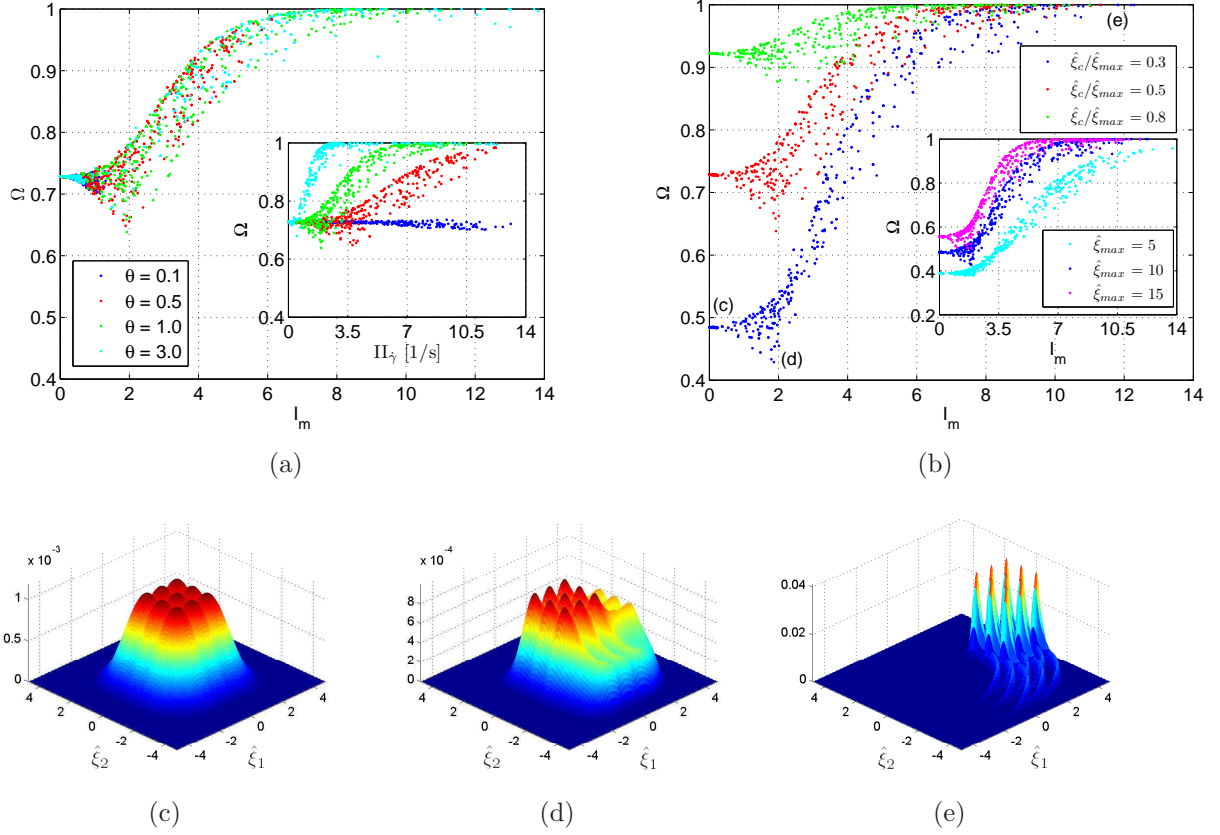 1
0.9
0.8
0.7
0.6
0.5
0.4
Ω
0 2 4 6 8 10 12 14
I_m
θ = 0.1
θ = 0.5
θ = 1.0
θ = 3.0
1
0.8
0.6
0.4
Ω
0 3.5 7 10.5 14
II_γ̇ [1/s]
(a)
1
0.9
0.8
0.7
0.6
0.5
0.4
Ω
0 2 4 6 8 10 12 14
I_m
(e)
(c)
(d)
ξ̂_c/ξ̂_max = 0.3
ξ̂_c/ξ̂_max = 0.5
ξ̂_c/ξ̂_max = 0.8
1
0.8
0.6
0.4
0.2
Ω
0 3.5 7 10.5 14
I_m
ξ̂_max = 5
ξ̂_max = 10
ξ̂_max = 15
(b)
x 10^-3
1
0.5
0
4 2 0 -2 -4
ξ̂_2
-4 -2 0 2 4
ξ̂_1
(c)
x 10^-4
8
6
4
2
0
4 2 0 -2 -4
ξ̂_2
-4 -2 0 2 4
ξ̂_1
(d)
0.04
0.02
0
4 2 0 -2 -4
ξ̂_2
-4 -2 0 2 4
ξ̂_1
(e)